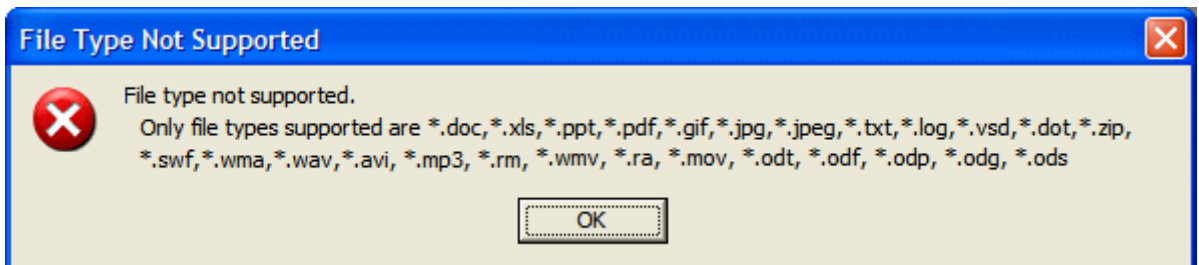 File Type Not Supported
File type not supported.
Only file types supported are *.doc,*.xls,*.ppt,*.pdf,*.gif,*.jpg,*.jpeg,*.txt,*.log,*.vsd,*.dot,*.zip,
*.swf,*.wma,*.wav,*.avi, *.mp3, *.rm, *.wmv, *.ra, *.mov, *.odt, *.odf, *.odp, *.odg, *.ods
OK